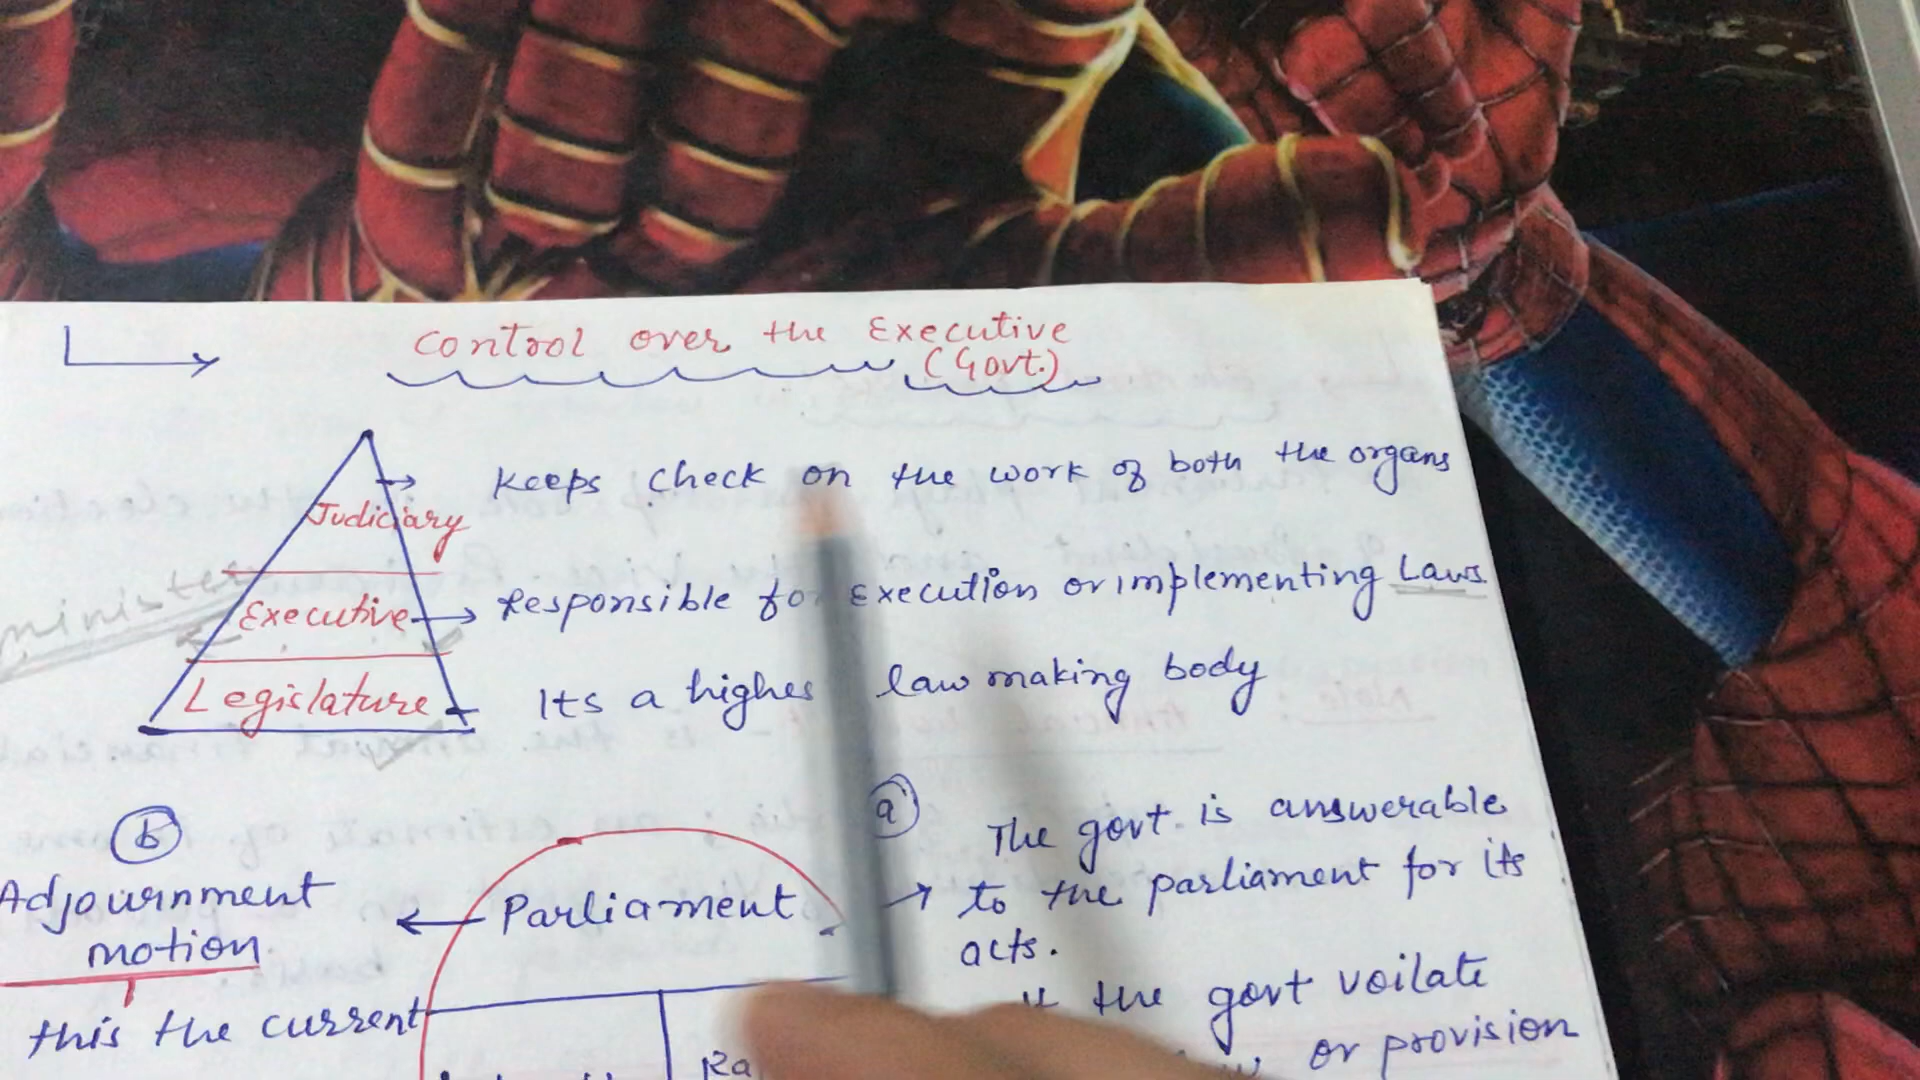 Control over the Executive
(Govt.)
Judiciary
Keeps check on the work of both the organs
minister
Executive
Responsible fo Execution or implementing Laws
Legislature
Its a highes law making body
b
Adjournment
motion
this the current
Parliament
a
The govt. is answerable
to the parliament for its
acts.
the govt voilate
or provision
Ra